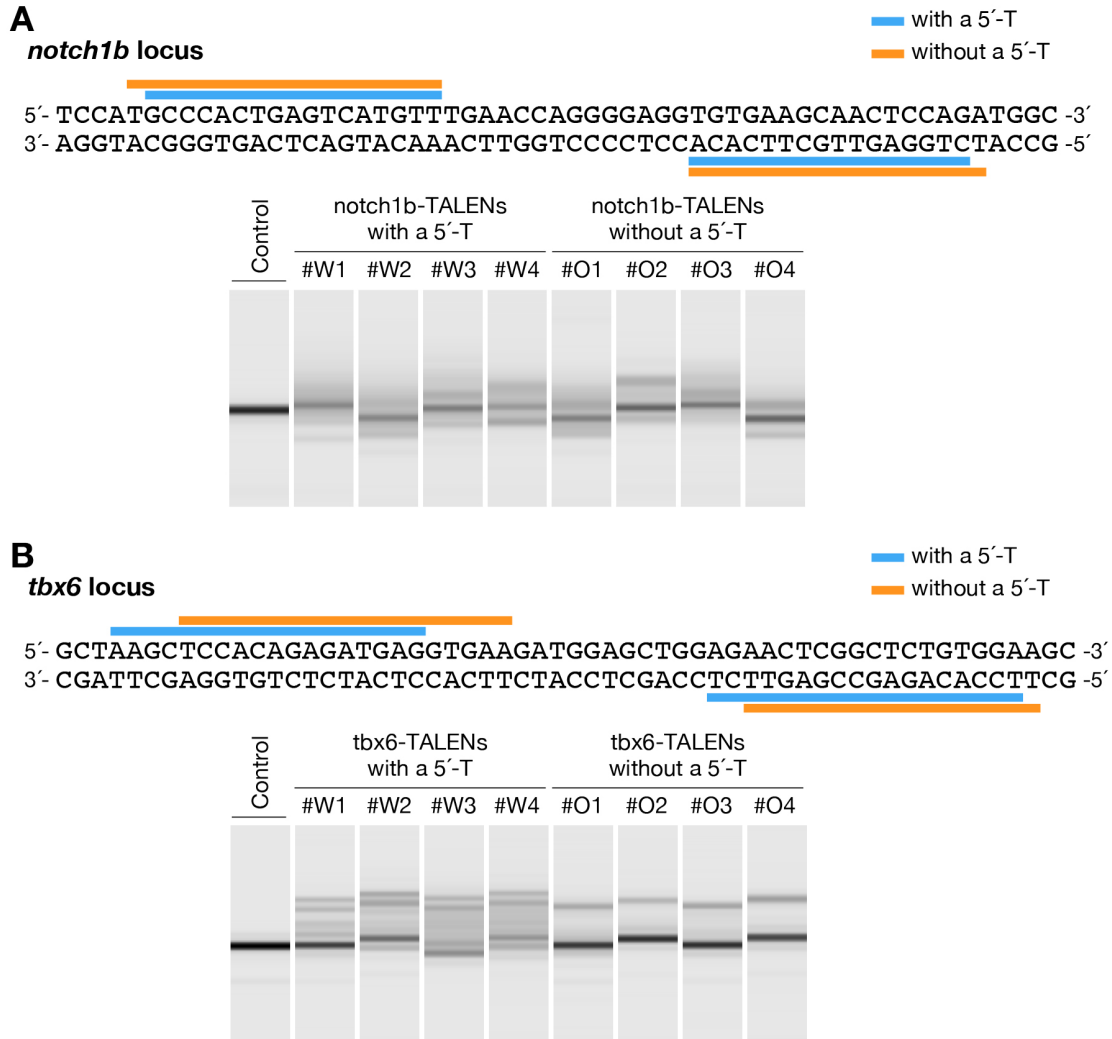 A
notch1b locus
with a 5´-T
without a 5´-T
5´- TCCATGCCCACTGAGTCATGTTTGAACCAGGGGAGGTGTGAAGCAACTCCAGATGGC -3´
3´- AGGTACGGGTGACTCAGTACAAACTTGGTCCCCTCCACACTTCGTTGAGGTCTACCG -5´
Control
notch1b-TALENs
with a 5´-T
notch1b-TALENs
without a 5´-T
#W1 #W2 #W3 #W4 #O1 #O2 #O3 #O4
B
tbx6 locus
with a 5´-T
without a 5´-T
5´- GCTAAGCTCCACAGAGATGAGGTGAAGATGGAGCTGGAGAACTCGGCTCTGTGGAAGC -3´
3´- CGATTCGAGGTGTCTCTACTCCACTTCTACCTCGACCTCTTGAGCCGAGACACCTTCG -5´
Control
tbx6-TALENs
with a 5´-T
tbx6-TALENs
without a 5´-T
#W1 #W2 #W3 #W4 #O1 #O2 #O3 #O4